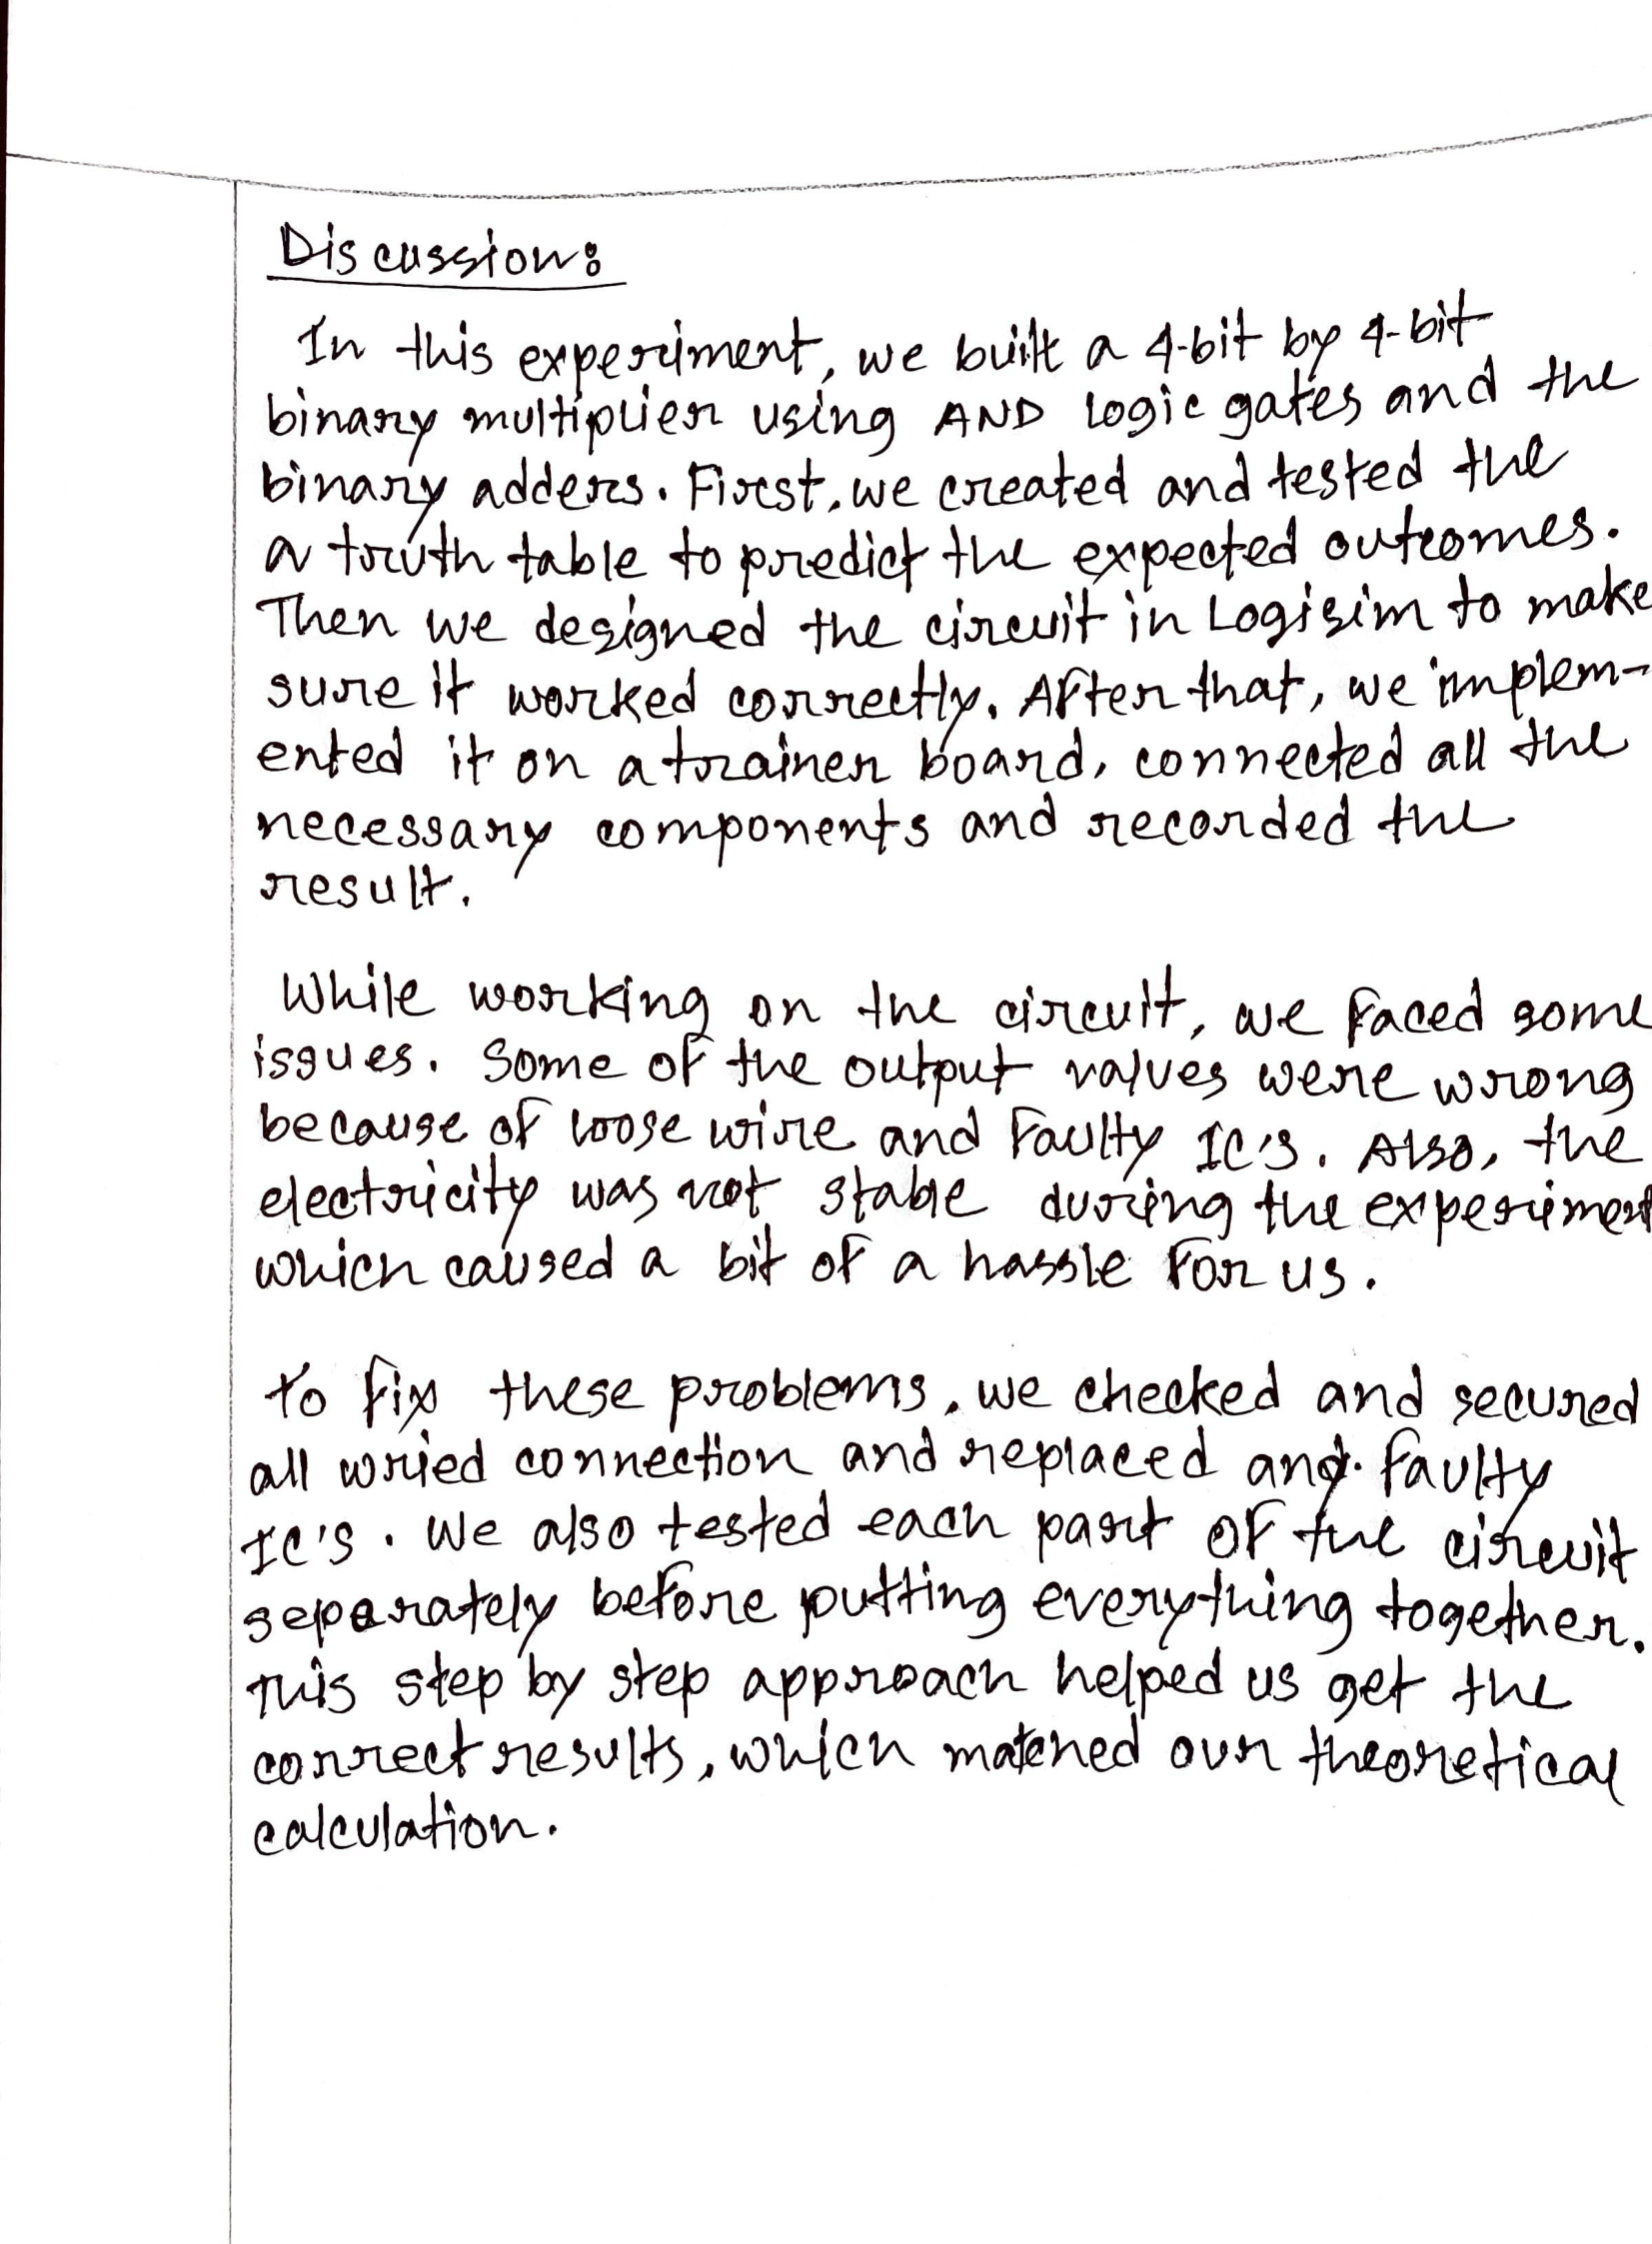 Discussion:
In this experiment, we built a 4-bit by 4-bit
binary multiplier using AND logic gates and the
binary adders. First, we created and tested the
a truth table to predict the expected outcomes.
Then we designed the circuit in Logisim to make
sure it worked correctly. After that, we implem-
ented it on a trainer board, connected all the
necessary components and recorded the
result.
While working on the circuit, we faced some
issues. Some of the output values were wrong
because of loose wire and faulty IC's. Also, the
electricity was not stable during the experiment
which caused a bit of a hassle for us.
To fix these problems, we checked and secured
all wried connection and replaced any faulty
IC's. We also tested each part of the circuit
separately before putting everything together.
This step by step approach helped us get the
correct results, which matched our theoretical
calculation.